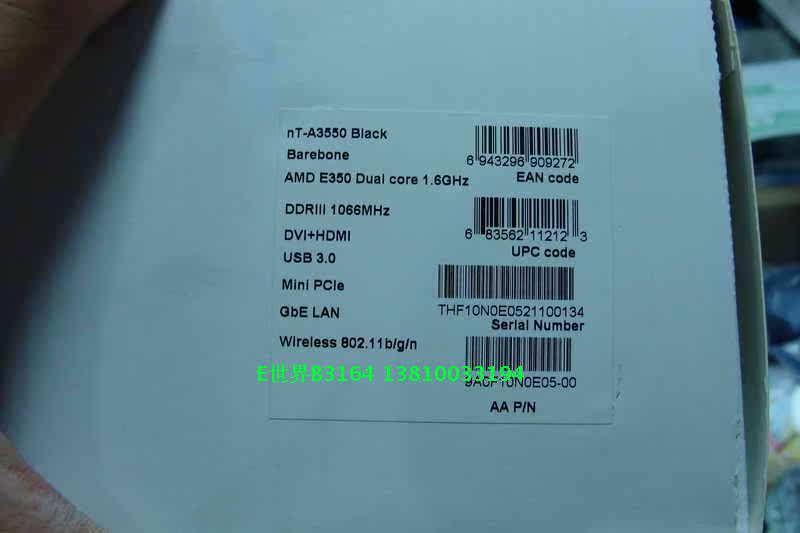 nT-A3550 Black
Barebone
AMD E350 Dual core 1.6GHz
DDRIII 1066MHz
DVI+HDMI
USB 3.0
Mini PCIe
GbE LAN
Wireless 802.11b/g/n
6 943296 909272
EAN code
6 83562 11212 3
UPC code
THF10N0E0521100134
Serial Number
E世界B3164 13810033194
9ACF10N0E05-00
AA P/N